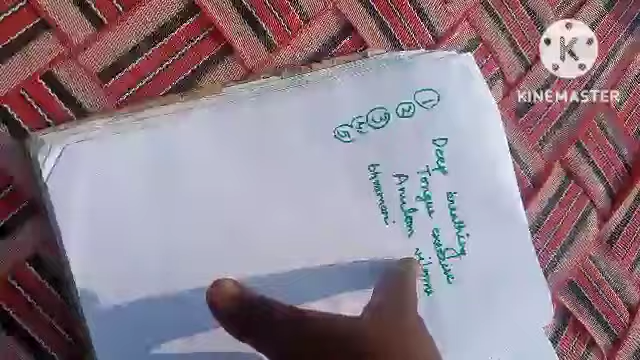 ① Deep breathing
② Tongue exercise
③ Anulom vilom
④ bhramari
⑤
KINEMASTER